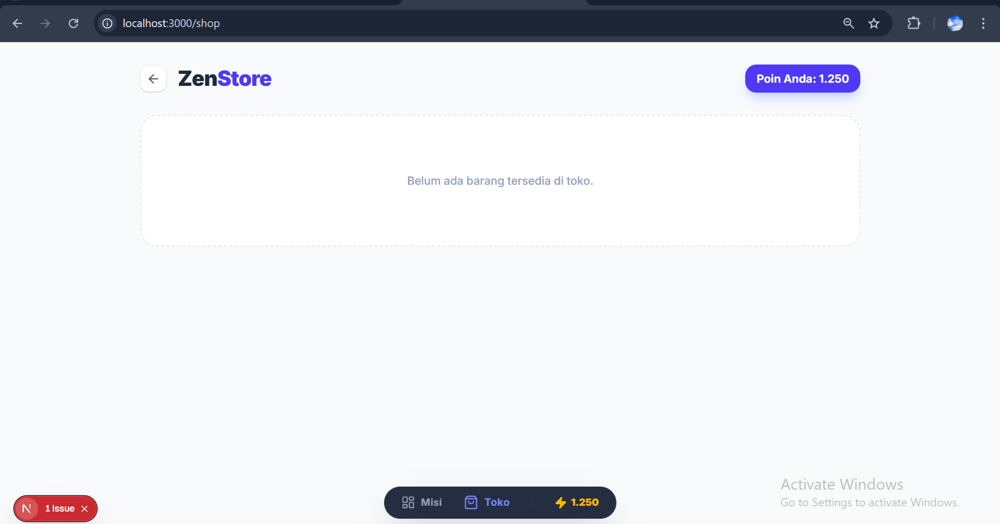 localhost:3000/shop
ZenStore
Poin Anda: 1.250
Belum ada barang tersedia di toko.
Misi
Toko
1.250
N
1 Issue
Activate Windows
Go to Settings to activate Windows.